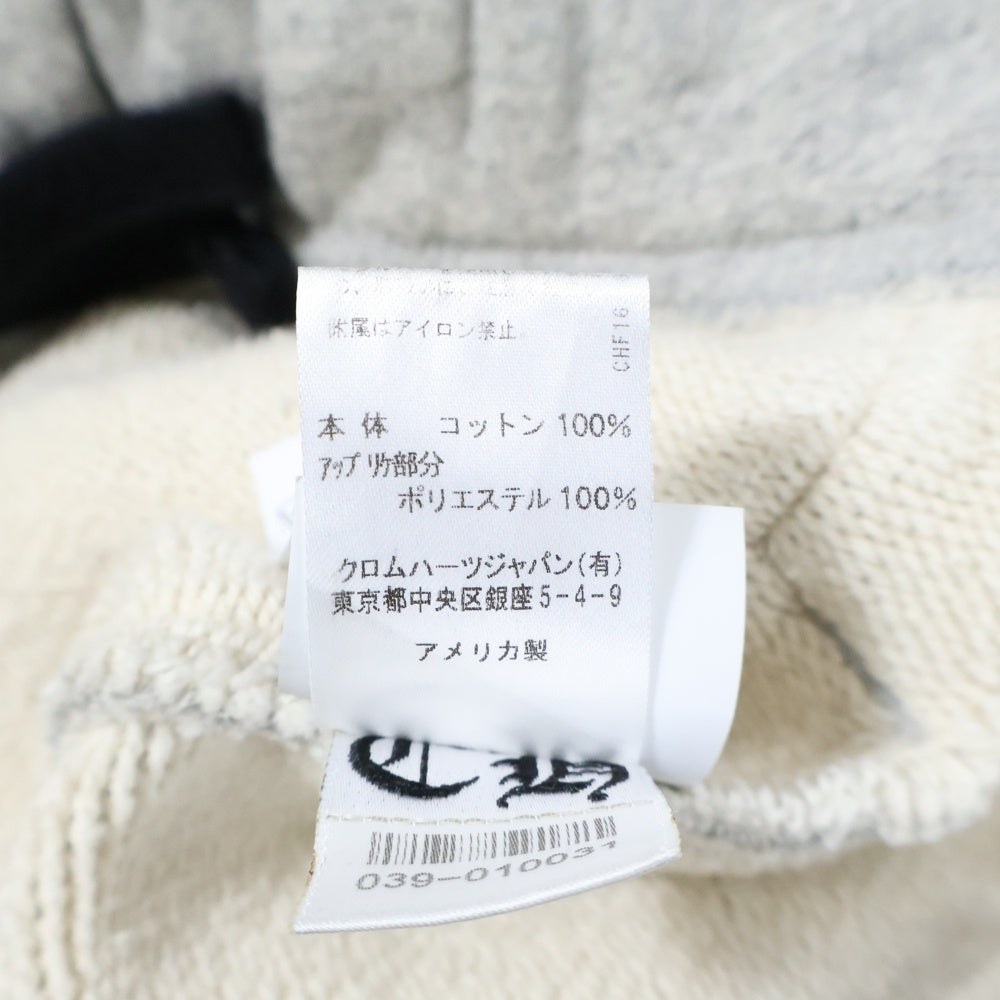 付属はアイロン禁止。
CHF16
本体 コットン 100%
アップリケ部分
ポリエステル 100%
クロムハーツジャパン(有)
東京都中央区銀座5-4-9
アメリカ製
CH
039-010031